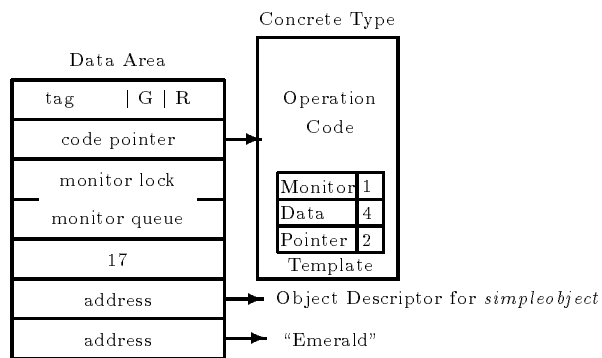 Concrete Type
Data Area
tag | G | R
Operation
Code
code pointer
monitor lock
monitor queue
Monitor 1
Data 4
Pointer 2
Template
17
address
Object Descriptor for simpleobject
address
“Emerald”